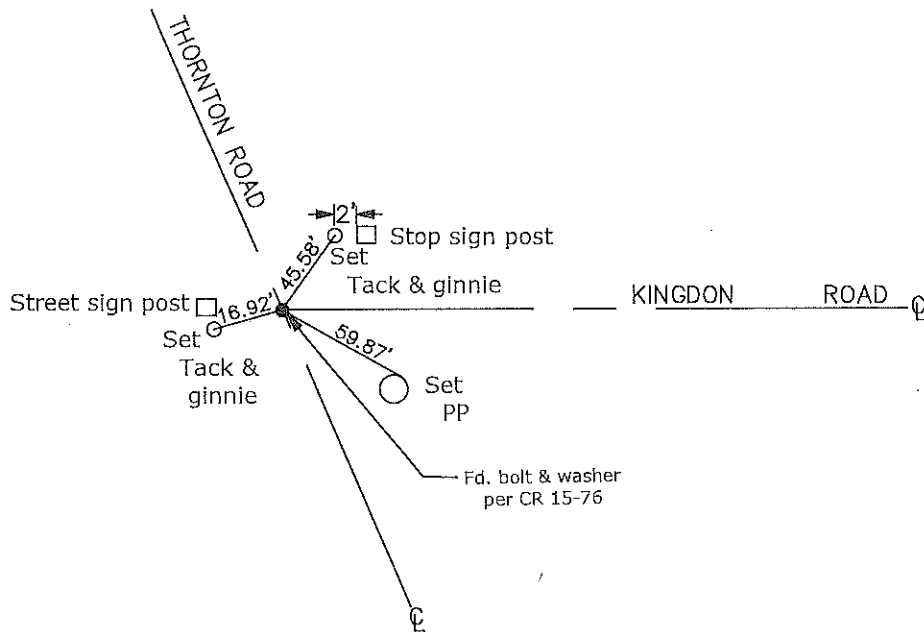 THORNTON ROAD
2'
Stop sign post
Set
45.58'
Tack & ginnie
Street sign post
16.92'
KINGDON ROAD
℄
Set
59.87'
Tack &
ginnie
Set
PP
Fd. bolt & washer
per CR 15-76
℄